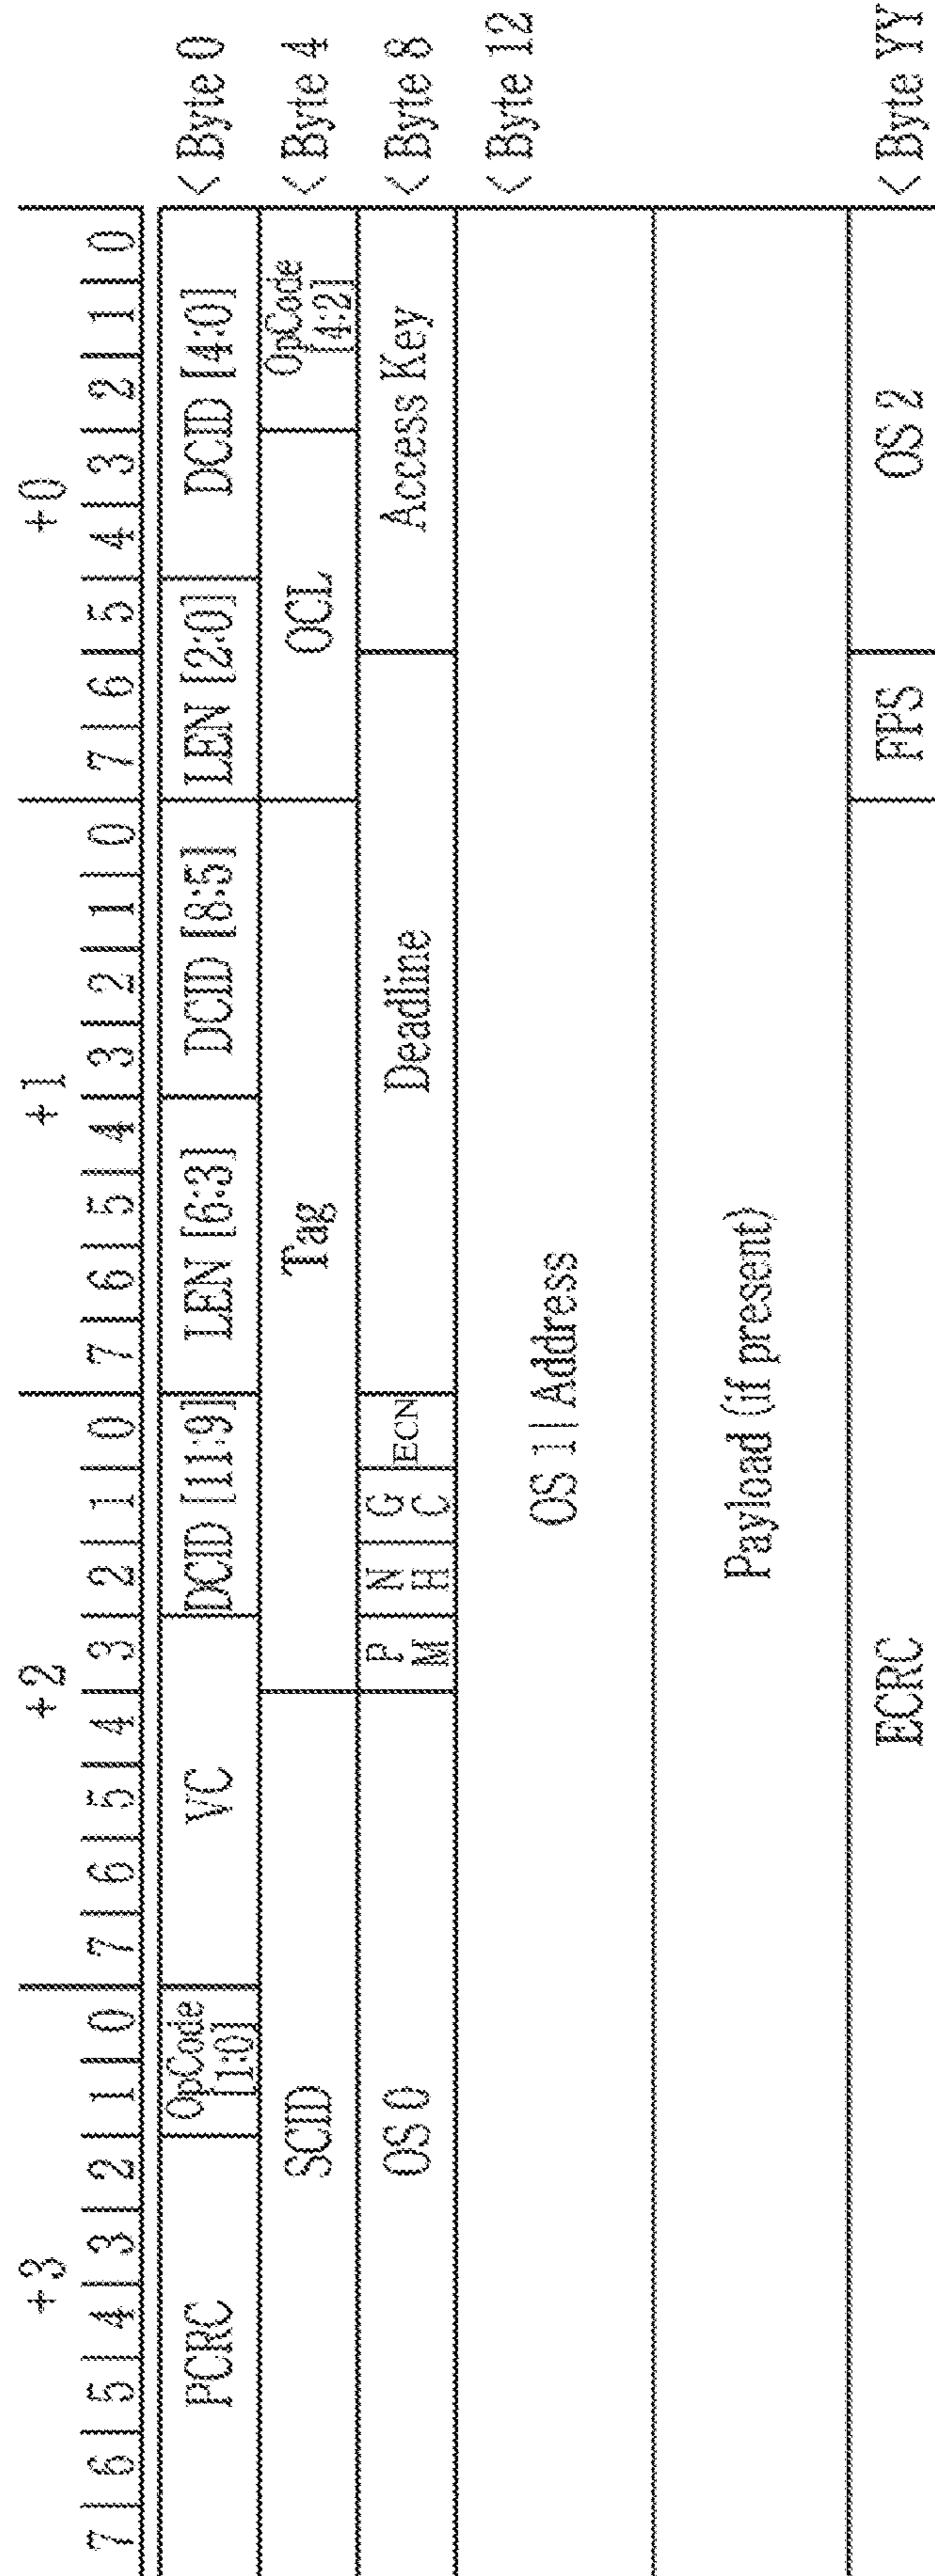 +3 +2 +1 +0
7 6 5 4 3 2 1 0 7 6 5 4 3 2 1 0 7 6 5 4 3 2 1 0 7 6 5 4 3 2 1 0
PCRC OpCode [1:0] VC DCID [11:9] LEN [6:3] DCID [8:5] LEN [2:0] DCID [4:0] < Byte 0
SCID Tag OCL OpCode [4:2] < Byte 4
OS 0 PM NH GC ECN Deadline Access Key < Byte 8
< Byte 12
OS 1 | Address
Payload (if present)
ECRC FPS OS 2 < Byte YY